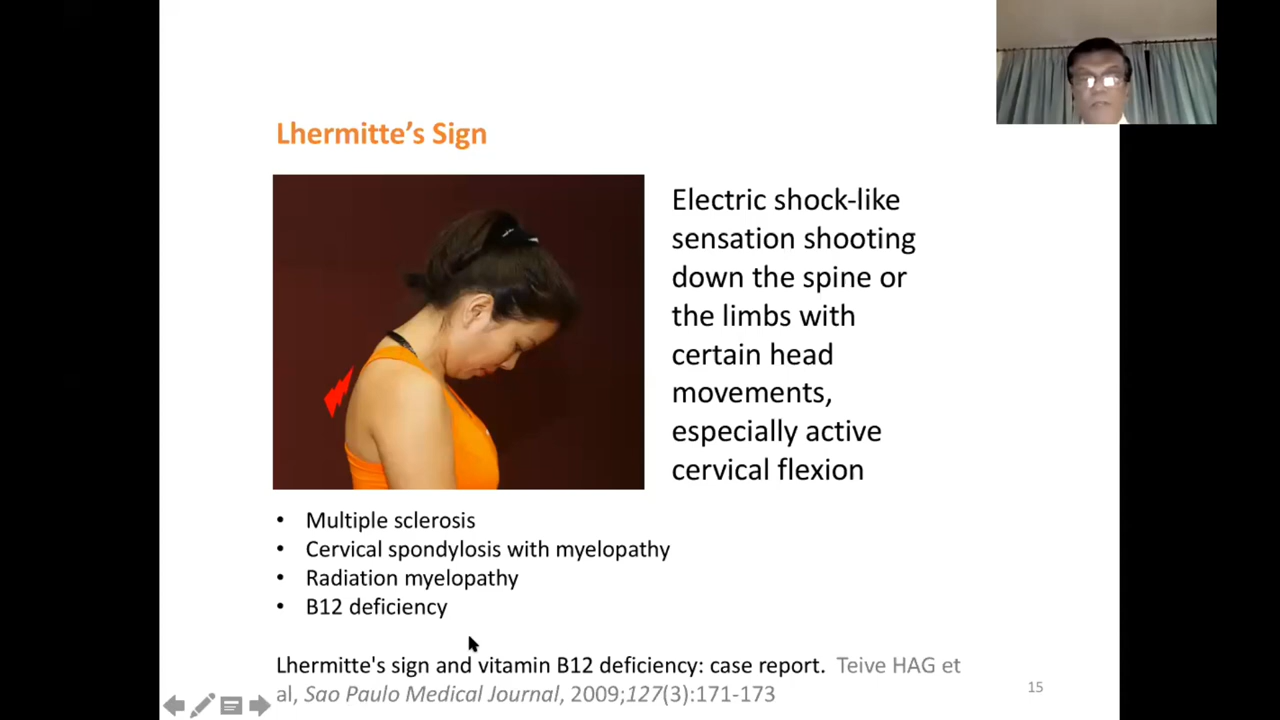 Lhermitte’s Sign
Electric shock-like
sensation shooting
down the spine or
the limbs with
certain head
movements,
especially active
cervical flexion
• Multiple sclerosis
• Cervical spondylosis with myelopathy
• Radiation myelopathy
• B12 deficiency
Lhermitte's sign and vitamin B12 deficiency: case report. Teive HAG et
al, Sao Paulo Medical Journal, 2009;127(3):171-173
15